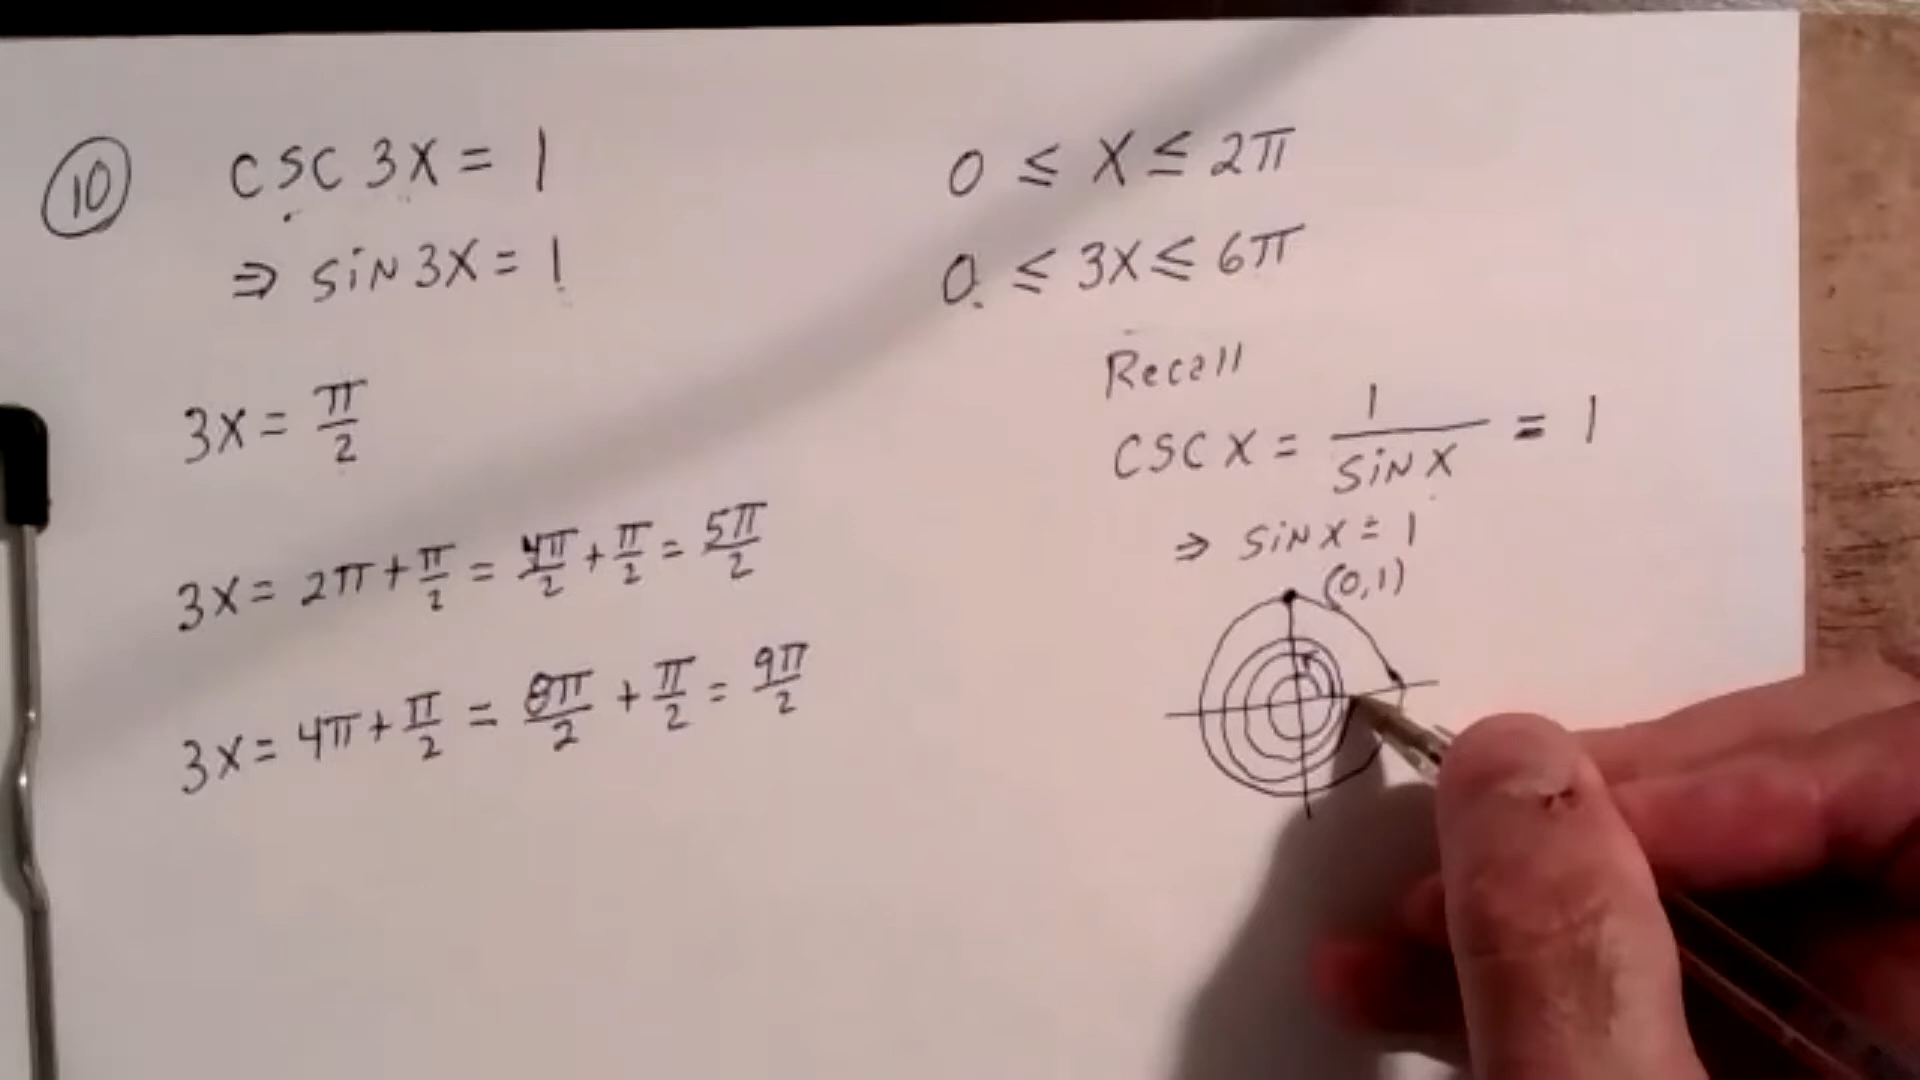 10 CSC 3X = 1
⇒ SiN 3X = 1
3X = π/2
3X = 2π + π/2 = 4π/2 + π/2 = 5π/2
3X = 4π + π/2 = 8π/2 + π/2 = 9π/2
0 ≤ X ≤ 2π
0 ≤ 3X ≤ 6π
Recall
CSC X = 1/SiN X = 1
⇒ SiN X = 1
(0,1)